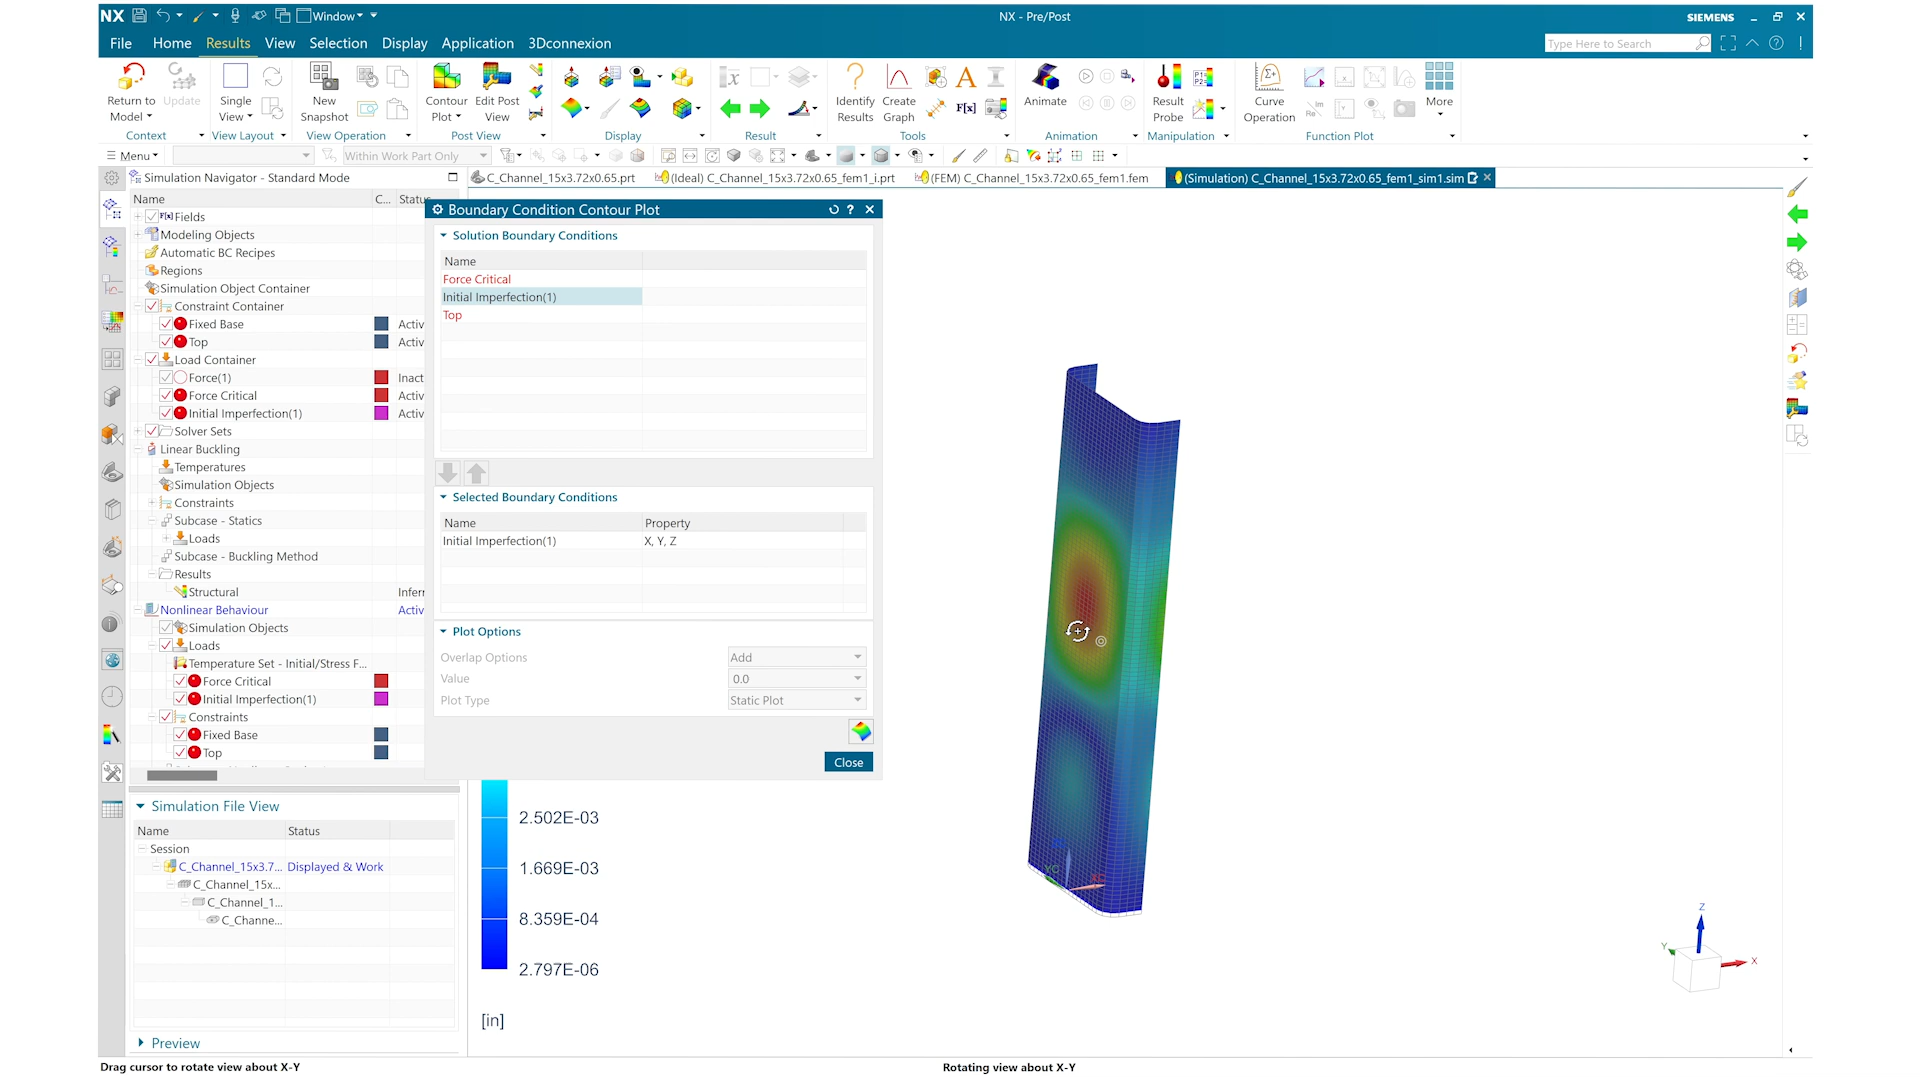 NX
Window
NX - Pre/Post
SIEMENS
File Home Results View Selection Display Application 3Dconnexion
Type Here to Search
Return to Model
Update
Single View
New Snapshot
Contour Plot
Edit Post View
Identify Results
Create Graph
Animate
Result Probe
Curve Operation
More
Context
View Layout
View Operation
Post View
Display
Result
Tools
Animation
Manipulation
Function Plot
Menu
Within Work Part Only
Simulation Navigator - Standard Mode
C_Channel_15x3.72x0.65.prt
(Ideal) C_Channel_15x3.72x0.65_fem1_i.prt
(FEM) C_Channel_15x3.72x0.65_fem1.fem
(Simulation) C_Channel_15x3.72x0.65_fem1_sim1.sim
Name C... Status
Fields
Modeling Objects
Automatic BC Recipes
Regions
Simulation Object Container
Constraint Container
Fixed Base Activ
Top Activ
Load Container
Force(1) Inact
Force Critical Activ
Initial Imperfection(1) Activ
Solver Sets
Linear Buckling
Temperatures
Simulation Objects
Constraints
Subcase - Statics
Loads
Subcase - Buckling Method
Results
Structural Inferr
Nonlinear Behaviour Activ
Simulation Objects
Loads
Temperature Set - Initial/Stress F...
Force Critical
Initial Imperfection(1)
Constraints
Fixed Base
Top
Boundary Condition Contour Plot
Solution Boundary Conditions
Name
Force Critical
Initial Imperfection(1)
Top
Selected Boundary Conditions
Name Property
Initial Imperfection(1) X, Y, Z
Plot Options
Overlap Options Add
Value 0.0
Plot Type Static Plot
Close
Simulation File View
Name Status
Session
C_Channel_15x3.7... Displayed & Work
C_Channel_15x...
C_Channel_1...
C_Channe...
Preview
2.502E-03
1.669E-03
8.359E-04
2.797E-06
[in]
YC
Z
Y
X
Drag cursor to rotate view about X-Y
Rotating view about X-Y